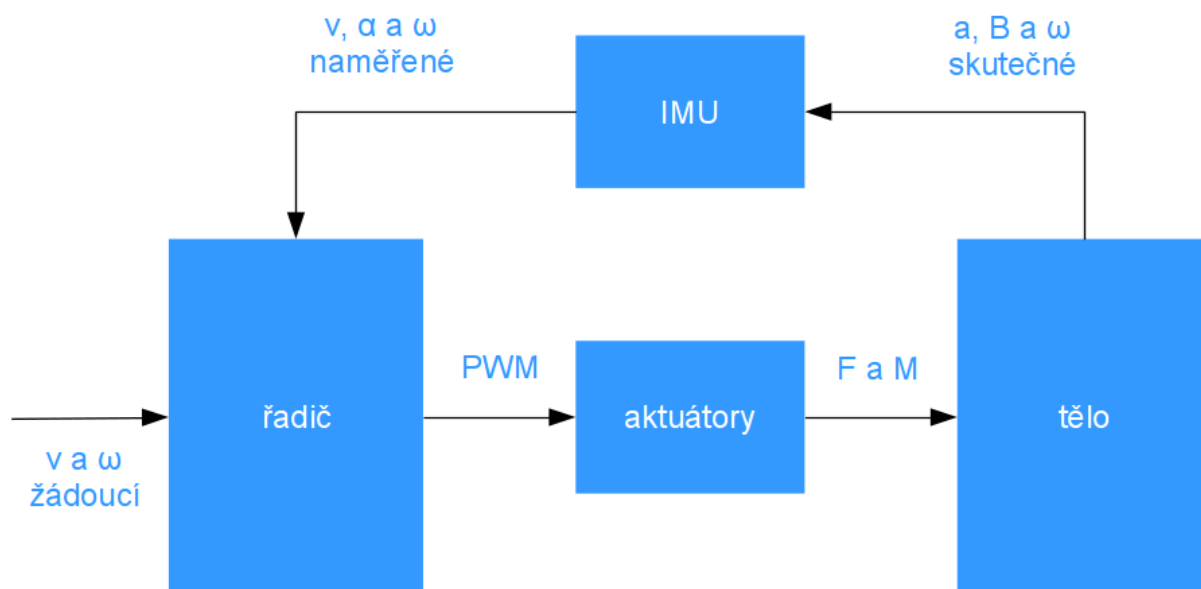 v, α a ω
naměřené
a, B a ω
skutečné
IMU
PWM
F a M
řadič
aktuátory
tělo
v a ω
žádoucí